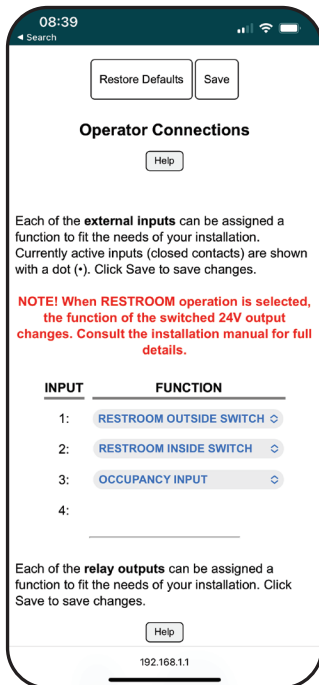 08:39
◄ Search
Restore Defaults
Save
Operator Connections
Help
Each of the external inputs can be assigned a
function to fit the needs of your installation.
Currently active inputs (closed contacts) are shown
with a dot (•). Click Save to save changes.
NOTE! When RESTROOM operation is selected,
the function of the switched 24V output
changes. Consult the installation manual for full
details.
INPUT FUNCTION
1: RESTROOM OUTSIDE SWITCH
2: RESTROOM INSIDE SWITCH
3: OCCUPANCY INPUT
4:
Each of the relay outputs can be assigned a
function to fit the needs of your installation. Click
Save to save changes.
Help
192.168.1.1